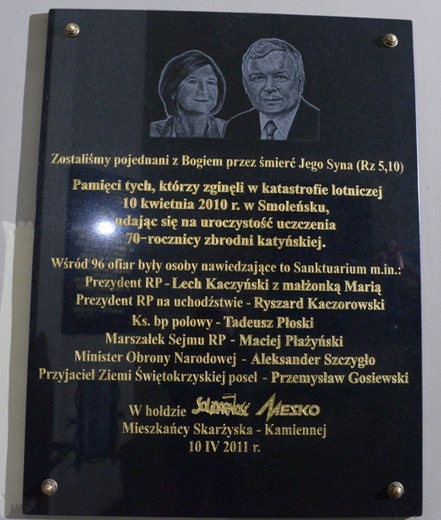 Zostaliśmy pojednani z Bogiem przez śmierć Jego Syna (Rz 5,10)
Pamięci tych, którzy zginęli w katastrofie lotniczej
10 kwietnia 2010 r. w Smoleńsku,
udając się na uroczystość uczczenia
70-rocznicy zbrodni katyńskiej.
Wśród 96 ofiar były osoby nawiedzające to Sanktuarium m.in.:
Prezydent RP - Lech Kaczyński z małżonką Marią
Prezydent RP na uchodźstwie - Ryszard Kaczorowski
Ks. bp polowy - Tadeusz Płoski
Marszałek Sejmu RP - Maciej Płażyński
Minister Obrony Narodowej - Aleksander Szczygło
Przyjaciel Ziemi Świętokrzyskiej poseł - Przemysław Gosiewski
W hołdzie SOLIDARNOŚĆ MESKO
Mieszkańcy Skarżyska - Kamiennej
10 IV 2011 r.